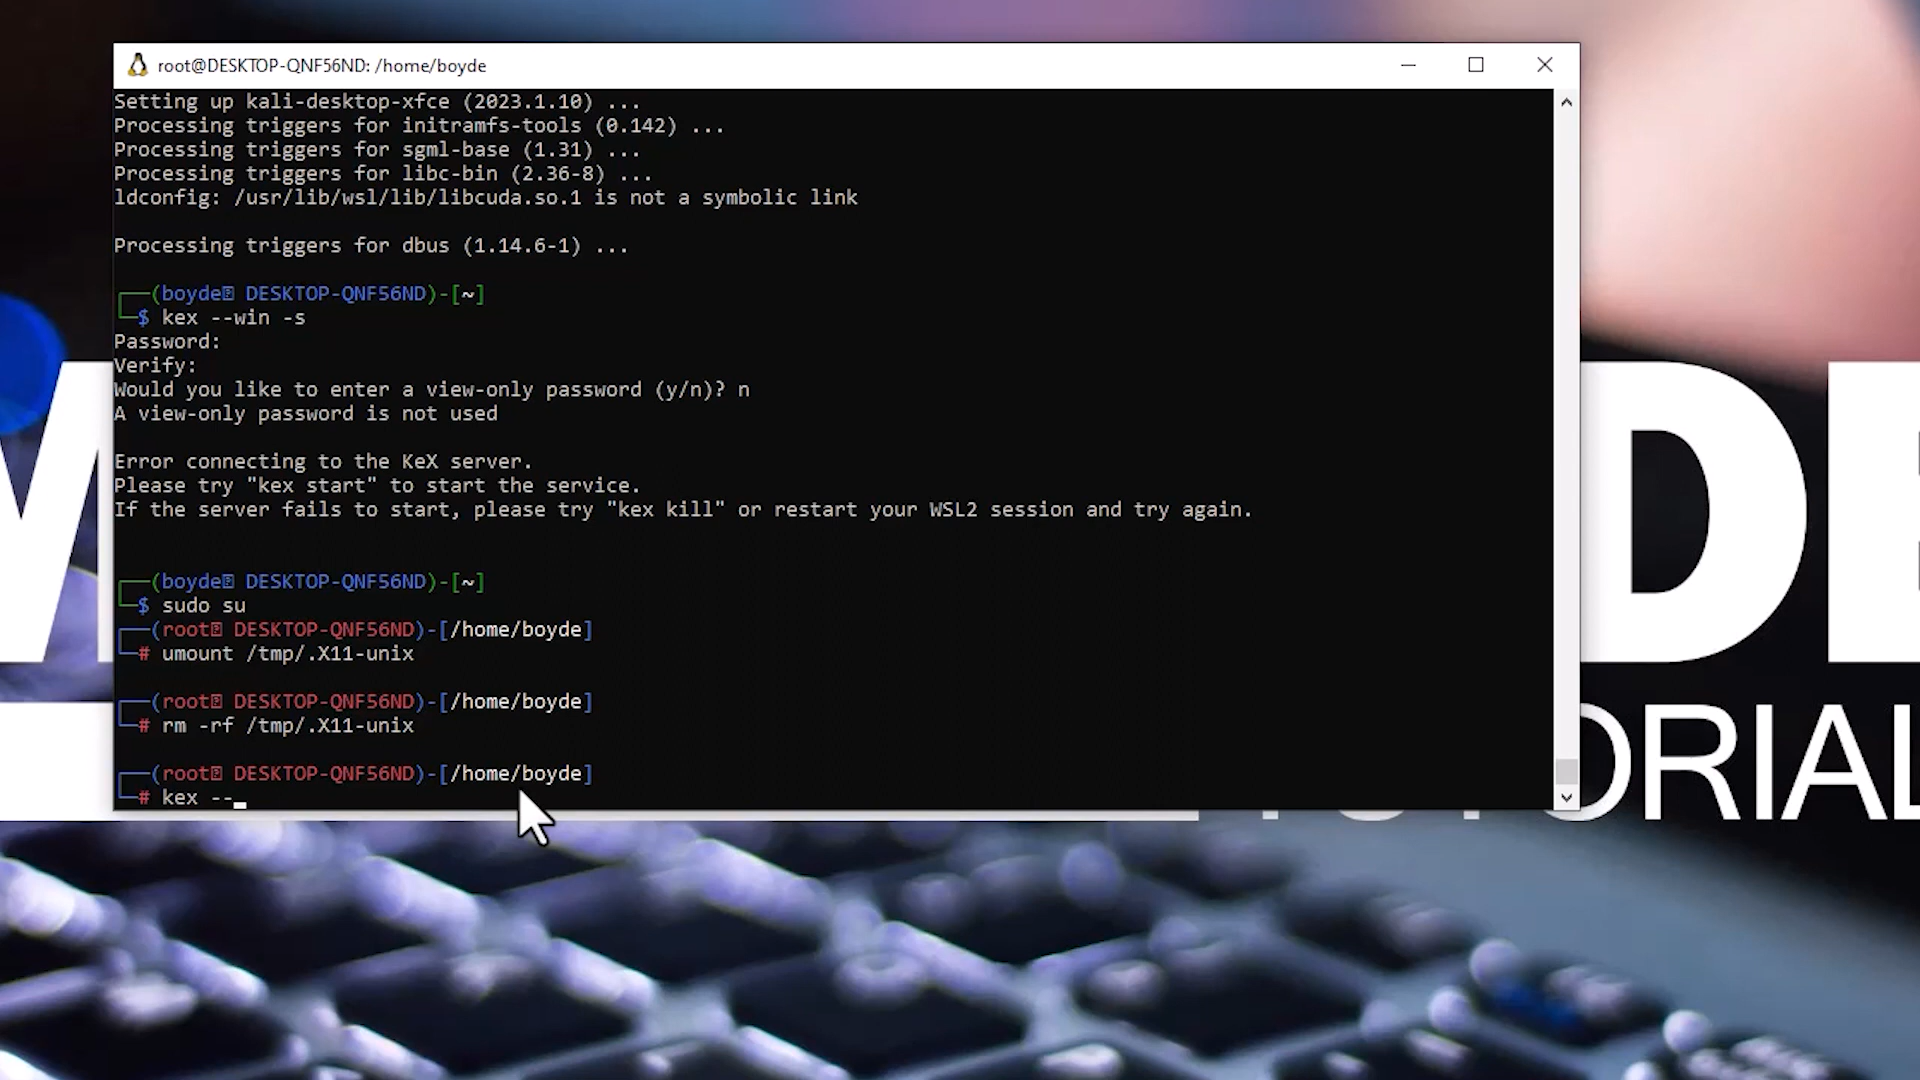 root@DESKTOP-QNF56ND: /home/boyde
Setting up kali-desktop-xfce (2023.1.10) ...
Processing triggers for initramfs-tools (0.142) ...
Processing triggers for sgml-base (1.31) ...
Processing triggers for libc-bin (2.36-8) ...
ldconfig: /usr/lib/wsl/lib/libcuda.so.1 is not a symbolic link
Processing triggers for dbus (1.14.6-1) ...
(boyde DESKTOP-QNF56ND)-[~]
$ kex --win -s
Password:
Verify:
Would you like to enter a view-only password (y/n)? n
A view-only password is not used
Error connecting to the KeX server.
Please try "kex start" to start the service.
If the server fails to start, please try "kex kill" or restart your WSL2 session and try again.
(boyde DESKTOP-QNF56ND)-[~]
$ sudo su
(root DESKTOP-QNF56ND)-[/home/boyde]
# umount /tmp/.X11-unix
(root DESKTOP-QNF56ND)-[/home/boyde]
# rm -rf /tmp/.X11-unix
(root DESKTOP-QNF56ND)-[/home/boyde]
# kex --